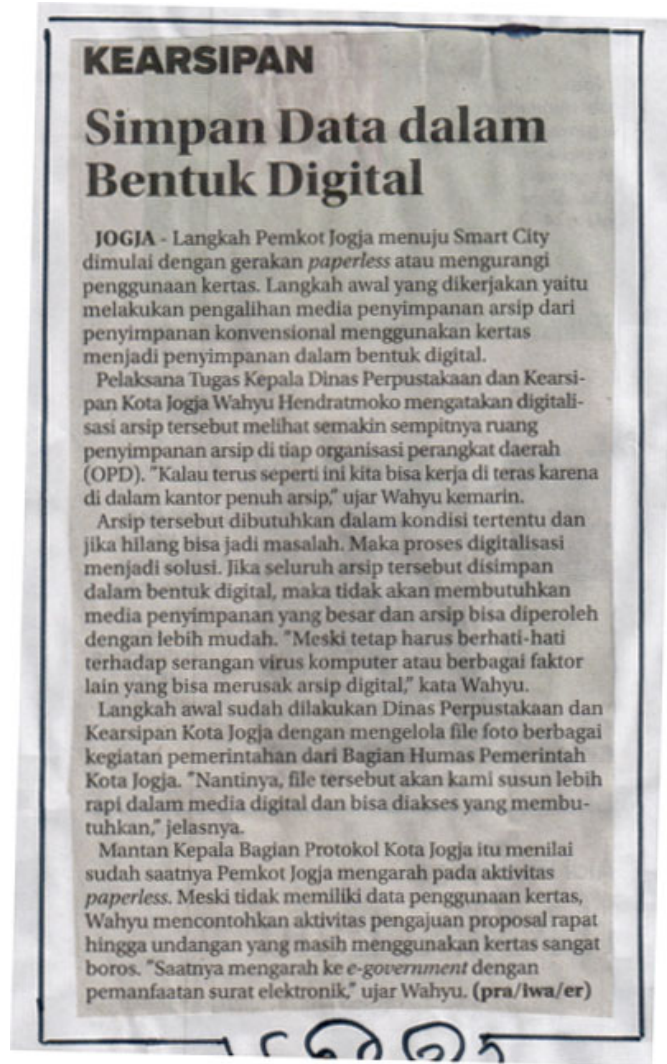 KEARSIPAN
Simpan Data dalam
Bentuk Digital
JOGJA - Langkah Pemkot Jogja menuju Smart City
dimulai dengan gerakan paperless atau mengurangi
penggunaan kertas. Langkah awal yang dikerjakan yaitu
melakukan pengalihan media penyimpanan arsip dari
penyimpanan konvensional menggunakan kertas
menjadi penyimpanan dalam bentuk digital.
Pelaksana Tugas Kepala Dinas Perpustakaan dan Kearsi-
pan Kota Jogja Wahyu Hendratmoko mengatakan digitali-
sasi arsip tersebut melihat semakin sempitnya ruang
penyimpanan arsip di tiap organisasi perangkat daerah
(OPD). "Kalau terus seperti ini kita bisa kerja di teras karena
di dalam kantor penuh arsip," ujar Wahyu kemarin.
Arsip tersebut dibutuhkan dalam kondisi tertentu dan
jika hilang bisa jadi masalah. Maka proses digitalisasi
menjadi solusi. Jika seluruh arsip tersebut disimpan
dalam bentuk digital, maka tidak akan membutuhkan
media penyimpanan yang besar dan arsip bisa diperoleh
dengan lebih mudah. "Meski tetap harus berhati-hati
terhadap serangan virus komputer atau berbagai faktor
lain yang bisa merusak arsip digital," kata Wahyu.
Langkah awal sudah dilakukan Dinas Perpustakaan dan
Kearsipan Kota Jogja dengan mengelola file foto berbagai
kegiatan pemerintahan dari Bagian Humas Pemerintah
Kota Jogja. "Nantinya, file tersebut akan kami susun lebih
rapi dalam media digital dan bisa diakses yang membu-
tuhkan," jelasnya.
Mantan Kepala Bagian Protokol Kota Jogja itu menilai
sudah saatnya Pemkot Jogja mengarah pada aktivitas
paperless. Meski tidak memiliki data penggunaan kertas,
Wahyu mencontohkan aktivitas pengajuan proposal rapat
hingga undangan yang masih menggunakan kertas sangat
boros. "Saatnya mengarah ke e-government dengan
pemanfaatan surat elektronik," ujar Wahyu. (pra/iwa/er)